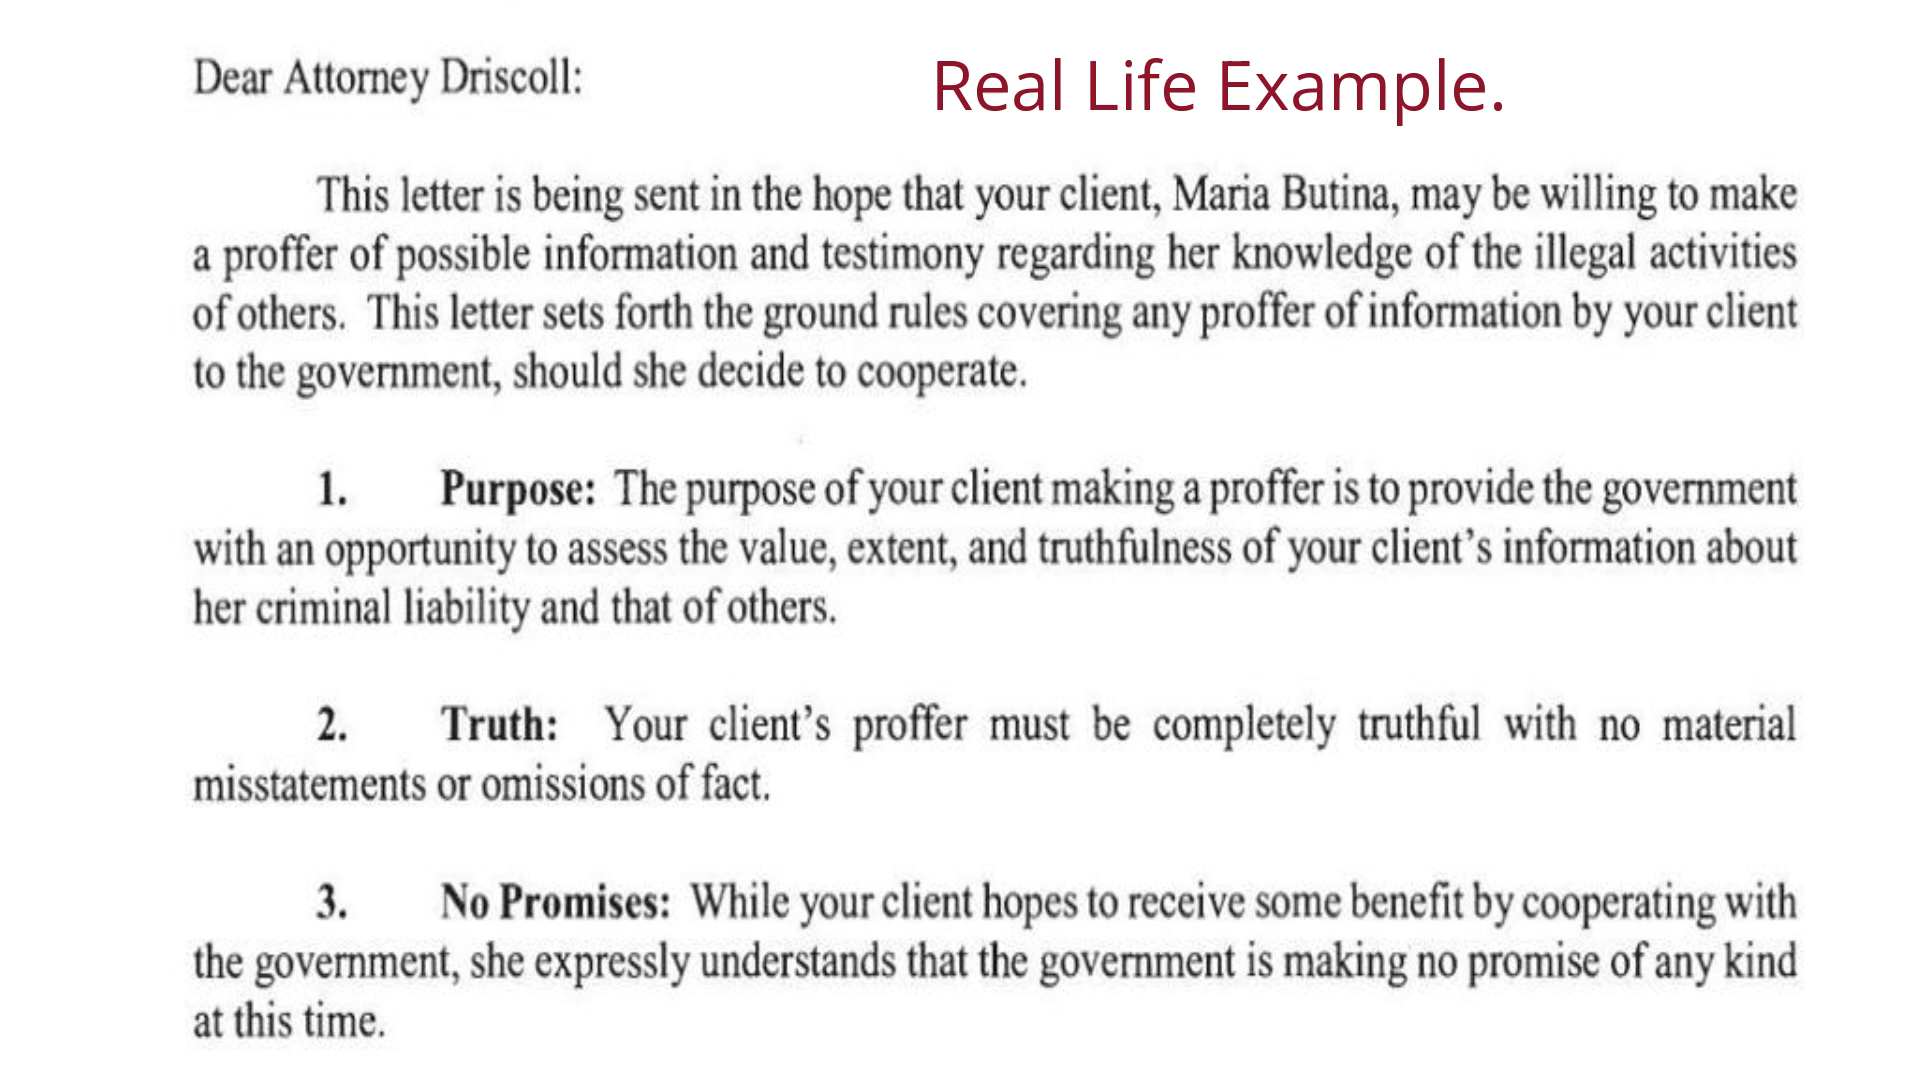 Dear Attorney Driscoll:
Real Life Example.
This letter is being sent in the hope that your client, Maria Butina, may be willing to make
a proffer of possible information and testimony regarding her knowledge of the illegal activities
of others. This letter sets forth the ground rules covering any proffer of information by your client
to the government, should she decide to cooperate.
1. Purpose: The purpose of your client making a proffer is to provide the government
with an opportunity to assess the value, extent, and truthfulness of your client’s information about
her criminal liability and that of others.
2. Truth: Your client’s proffer must be completely truthful with no material
misstatements or omissions of fact.
3. No Promises: While your client hopes to receive some benefit by cooperating with
the government, she expressly understands that the government is making no promise of any kind
at this time.